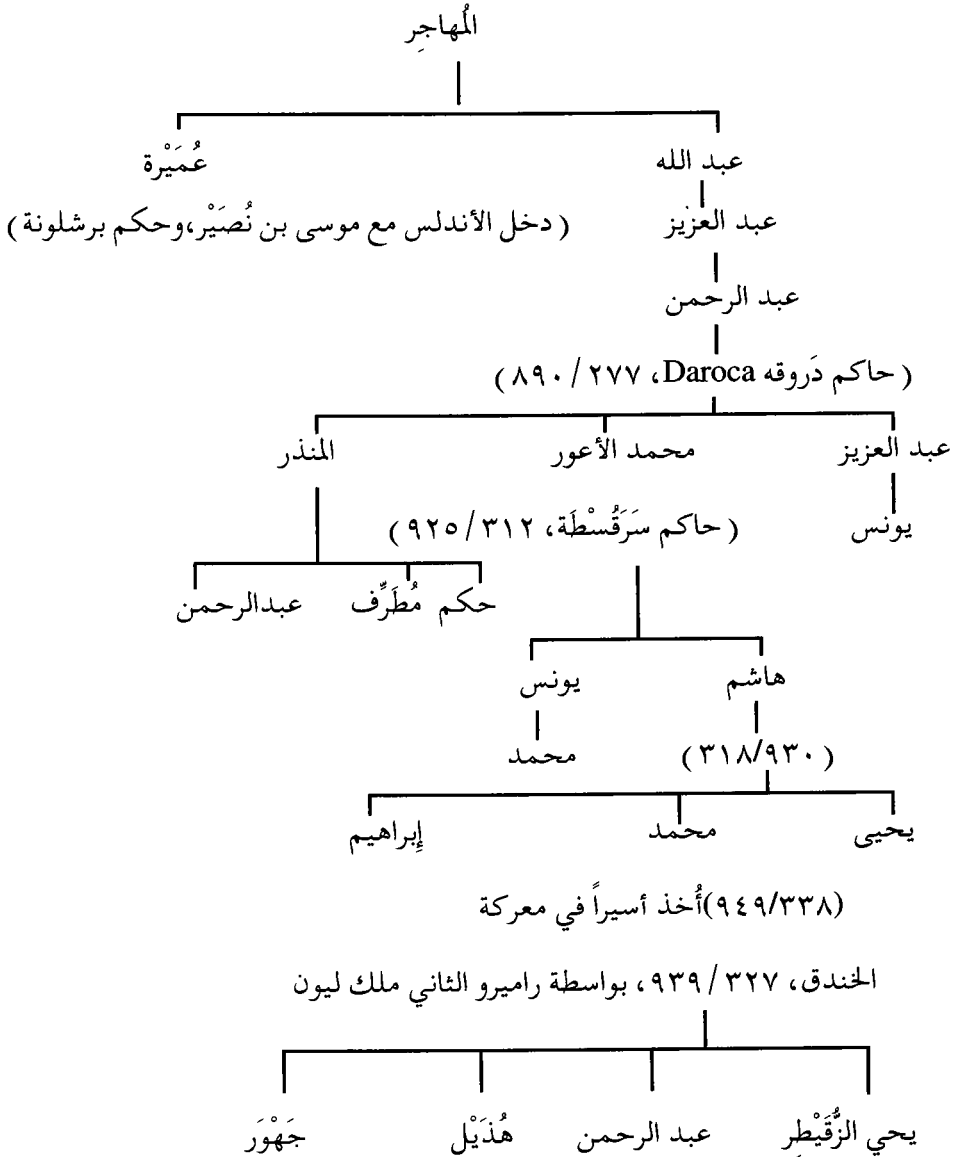 المُهاجِر
عبد الله عُمَيْرة
عبد العزيز (دخل الأندلس مع موسى بن نُصَيْر،وحكم برشلونة)
عبد الرحمن
(حاكم دَروقه Daroca، ٢٧٧/ ٨٩٠)
عبد العزيز محمد الأعور المنذر
يونس (حاكم سَرَقُسْطَة، ٣١٢/ ٩٢٥)
حكم مُطَرِّف عبدالرحمن
هاشم يونس
(٣١٨/٩٣٠) محمد
يحيى محمد إِبراهيم
(٩٤٩/٣٣٨)أُخذ أسيراً في معركة
الخندق، ٣٢٧/ ٩٣٩، بواسطة راميرو الثاني ملك ليون
يحي الزُّقَيْطِر عبد الرحمن هُذَيْل جَهْوَر